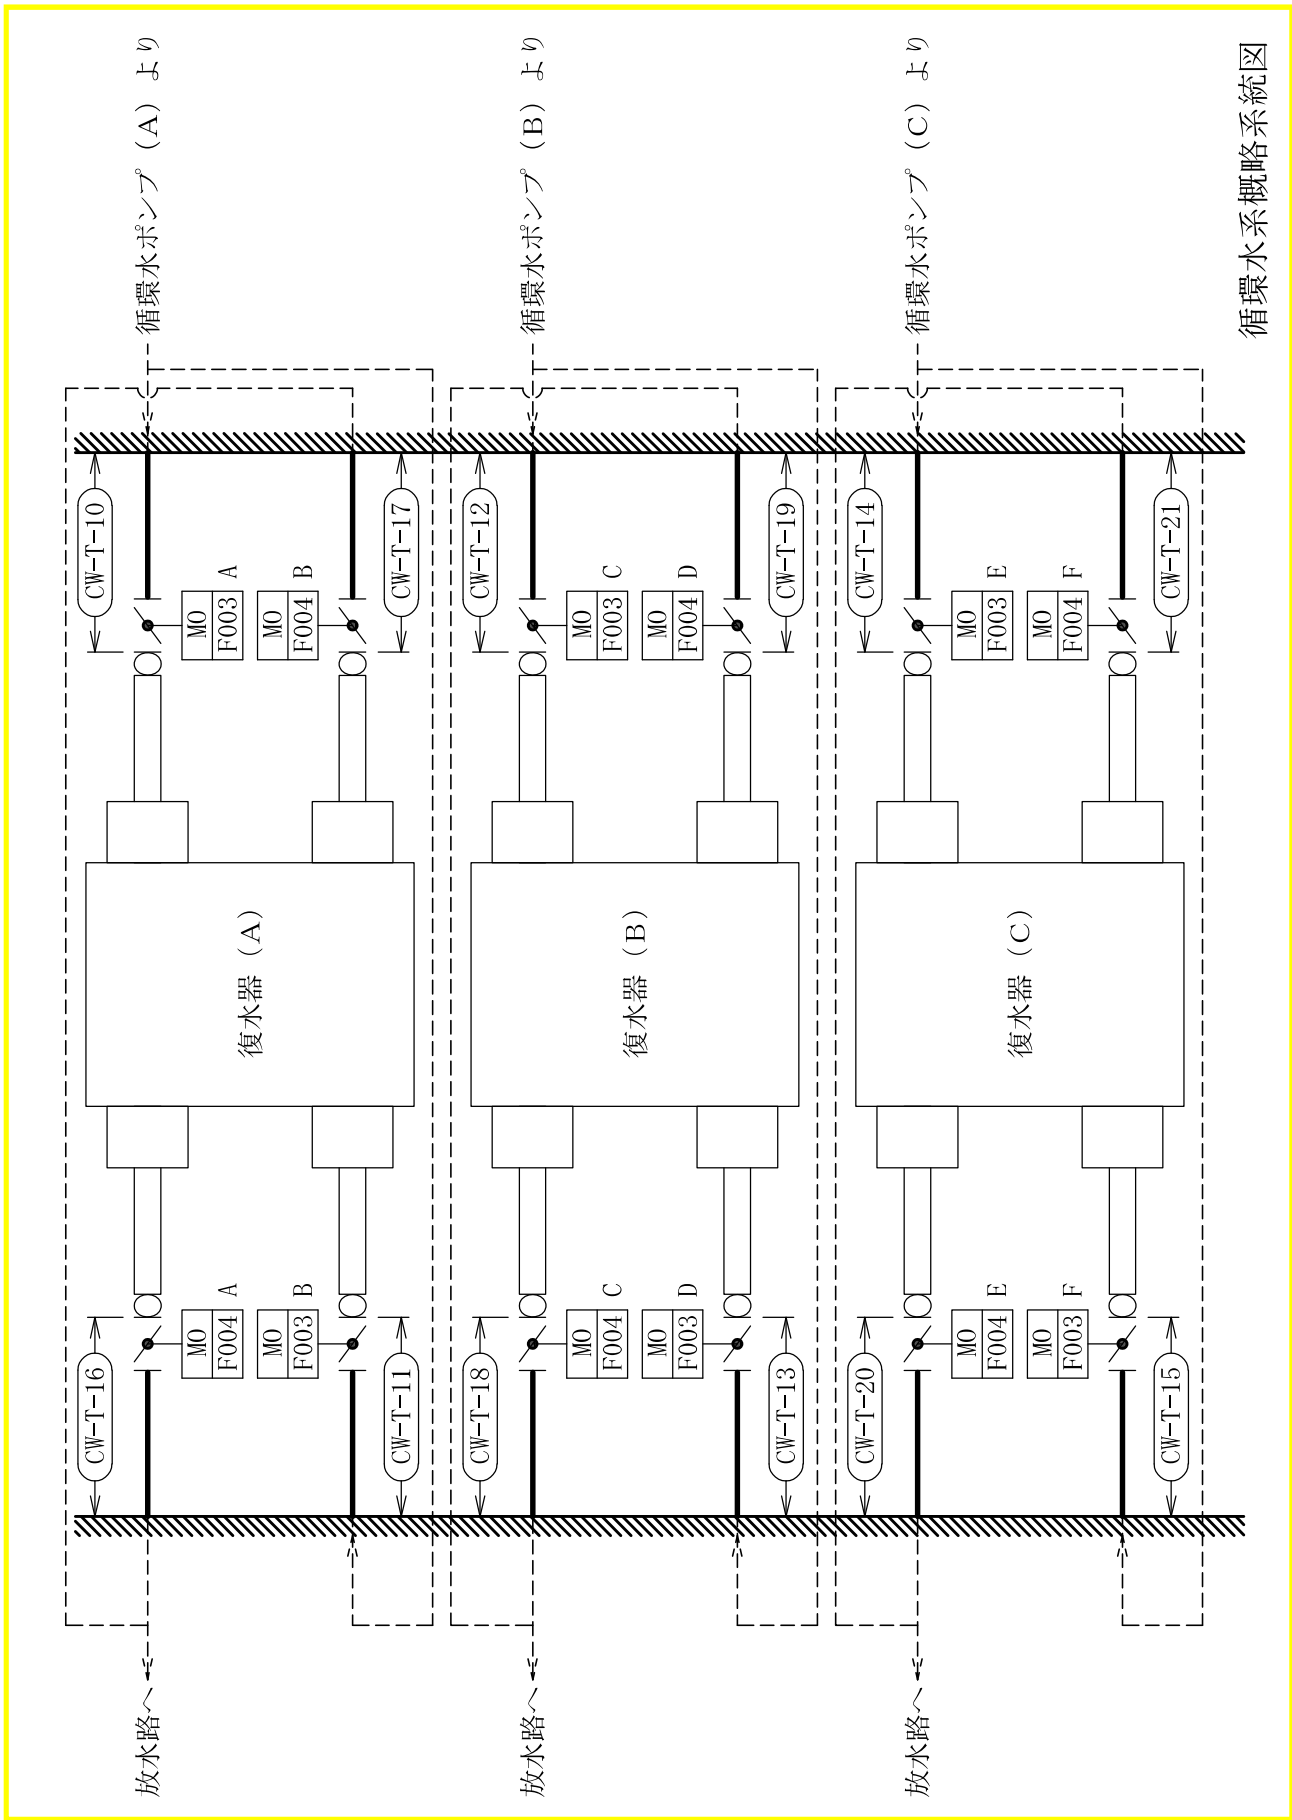 CW-T-16
CW-T-10
放水路へ
循環水ポンプ（A）より
MO
F004 A
MO
F003 A
復水器（A）
MO
F003 B
MO
F004 B
CW-T-11
CW-T-17
CW-T-18
CW-T-12
放水路へ
循環水ポンプ（B）より
MO
F004 C
MO
F003 C
復水器（B）
MO
F003 D
MO
F004 D
CW-T-13
CW-T-19
CW-T-20
CW-T-14
放水路へ
循環水ポンプ（C）より
MO
F004 E
MO
F003 E
復水器（C）
MO
F003 F
MO
F004 F
CW-T-15
CW-T-21
循環水系概略系統図